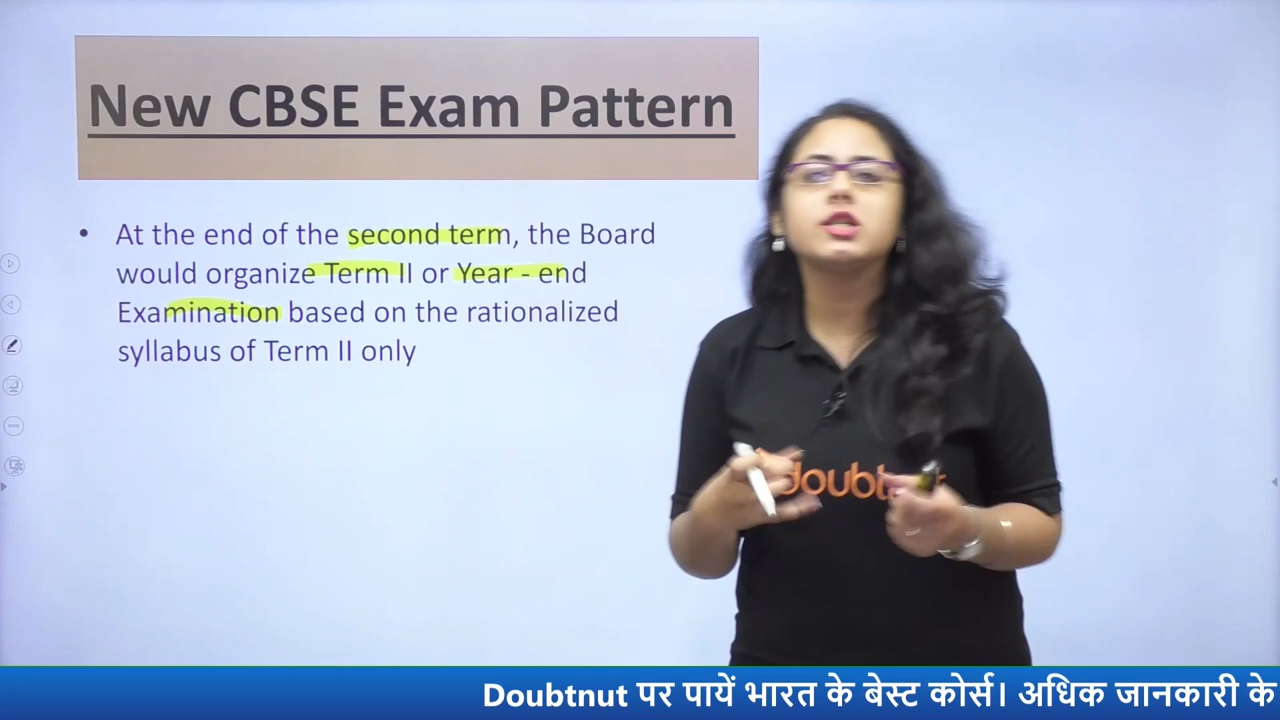 New CBSE Exam Pattern
• At the end of the second term, the Board
would organize Term II or Year - end
Examination based on the rationalized
syllabus of Term II only
doubtnut
Doubtnut पर पायें भारत के बेस्ट कोर्स। अधिक जानकारी के